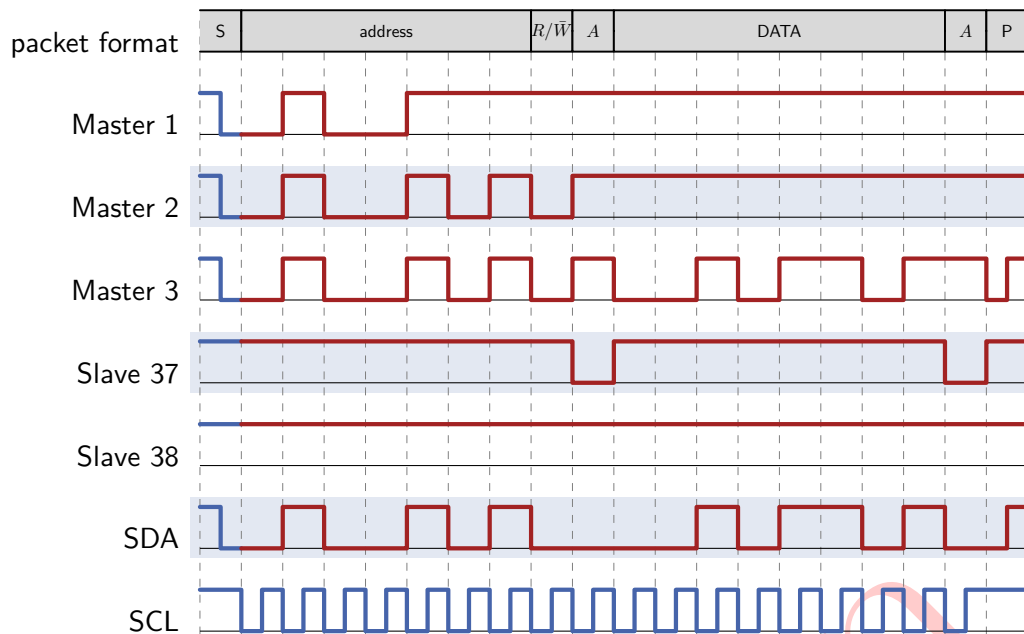 packet format S address R/W̄ A DATA A P
Master 1
Master 2
Master 3
Slave 37
Slave 38
SDA
SCL